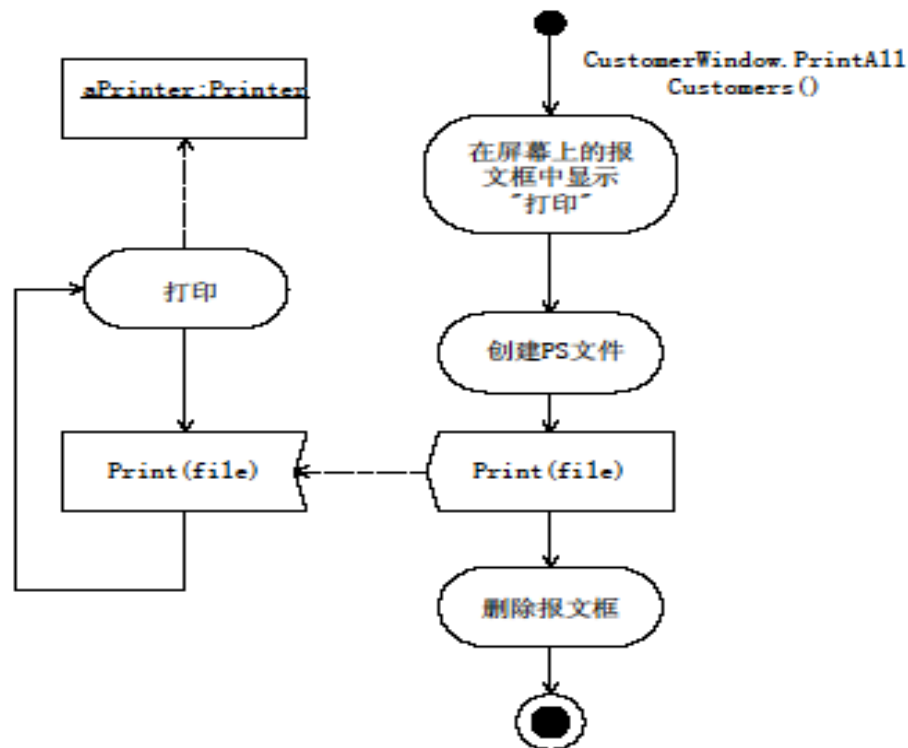 CustomerWindow.PrintAll
Customers()
aPrinter:Printer
在屏幕上的报
文框中显示
"打印"
打印
创建PS文件
Print(file)
Print(file)
删除报文框